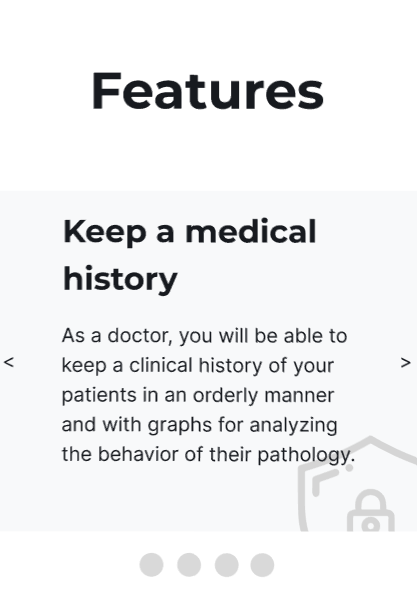 Features
Keep a medical
history
As a doctor, you will be able to
keep a clinical history of your
patients in an orderly manner
and with graphs for analyzing
the behavior of their pathology.
<
>